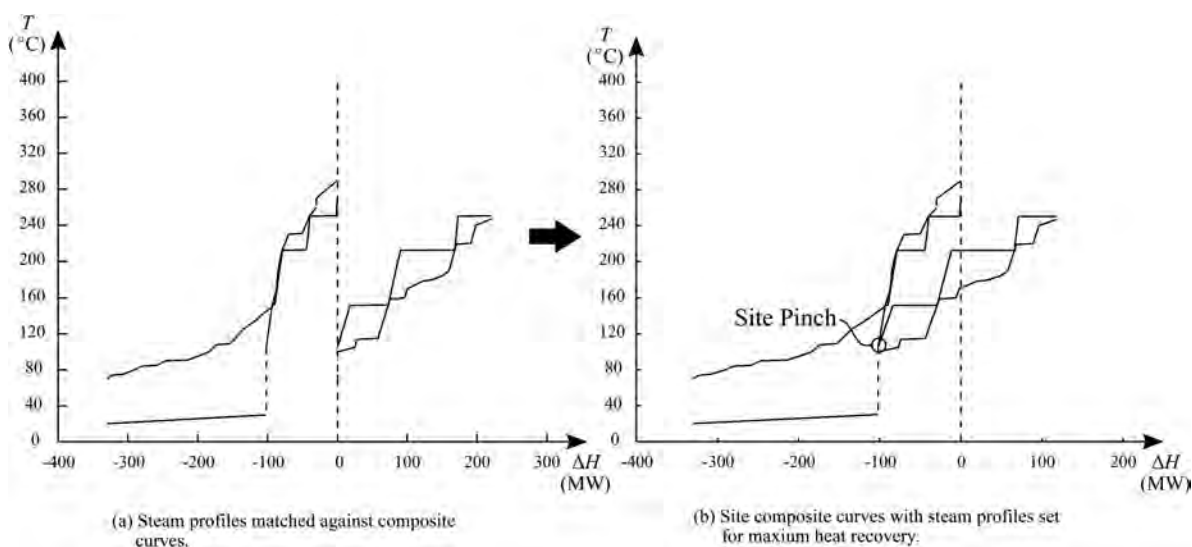 T
(°C)
400
360
320
280
240
200
160
120
80
40
0
-400
-300
-200
-100
0
100
200
300
ΔH
(MW)
(a) Steam profiles matched against composite
curves.
T
(°C)
400
360
320
280
240
200
160
120
80
40
0
Site Pinch
-400
-300
-200
-100
0
100
200
ΔH
(MW)
(b) Site composite curves with steam profiles set
for maxium heat recovery.